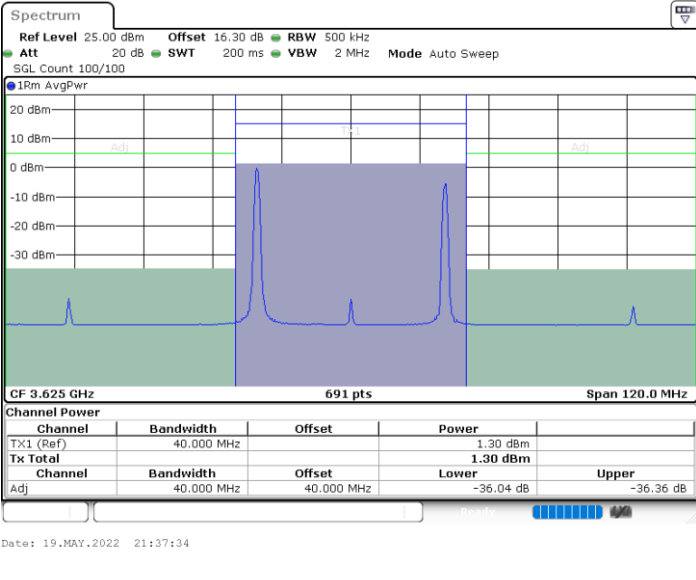 Spectrum
Ref Level 25.00 dBm Offset 16.30 dB RBW 500 kHz
Att 20 dB SWT 200 ms VBW 2 MHz Mode Auto Sweep
SGL Count 100/100
1Rm AvgPwr
20 dBm
TX1
10 dBm
Adj Adj
0 dBm
-10 dBm
-20 dBm
-30 dBm
CF 3.625 GHz 691 pts Span 120.0 MHz
Channel Power
Channel Bandwidth Offset Power
TX1 (Ref) 40.000 MHz 1.30 dBm
Tx Total 1.30 dBm
Channel Bandwidth Offset Lower Upper
Adj 40.000 MHz 40.000 MHz -36.04 dB -36.36 dB
Ready
Date: 19.MAY.2022 21:37:34